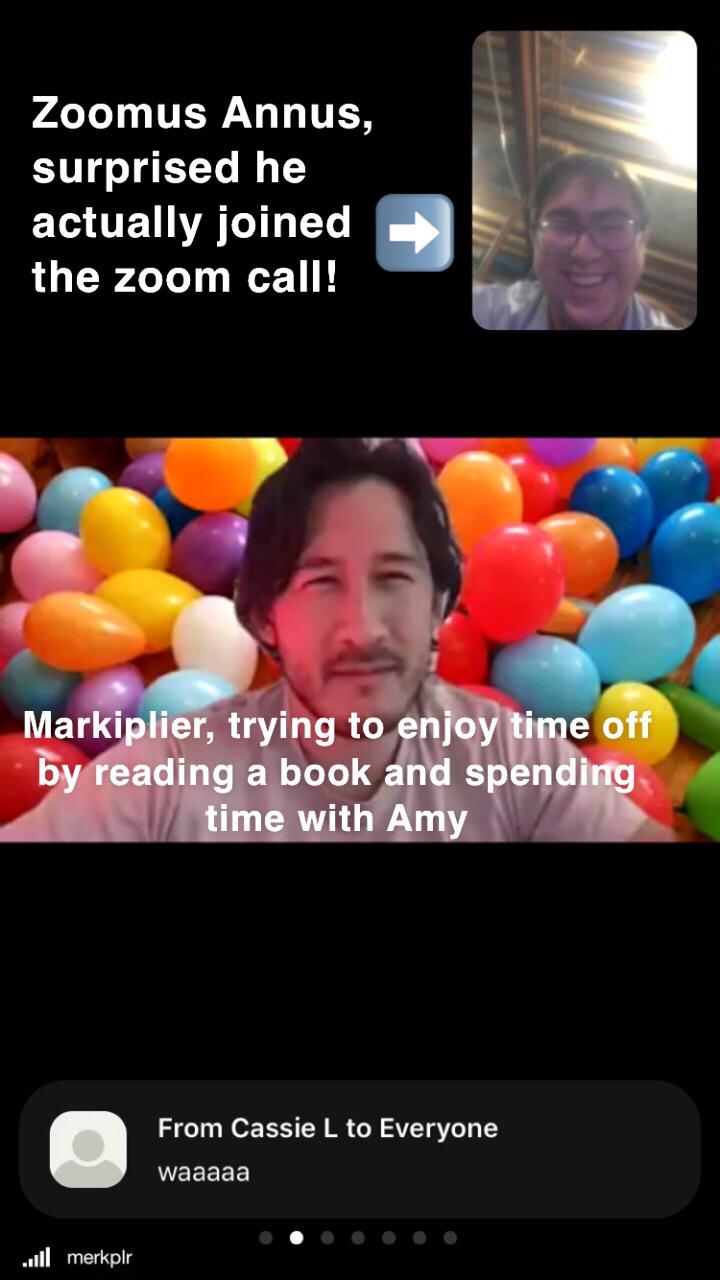 Zoomus Annus,
surprised he
actually joined
the zoom call!
Markiplier, trying to enjoy time off
by reading a book and spending
time with Amy
From Cassie L to Everyone
waaaaa
merkplr